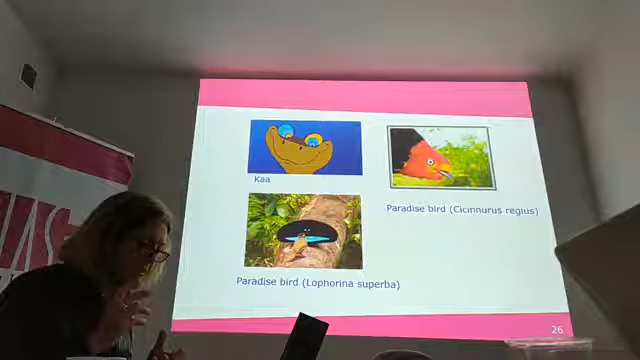 Kaa
Paradise bird (Cicinnurus regius)
Paradise bird (Lophorina superba)
26